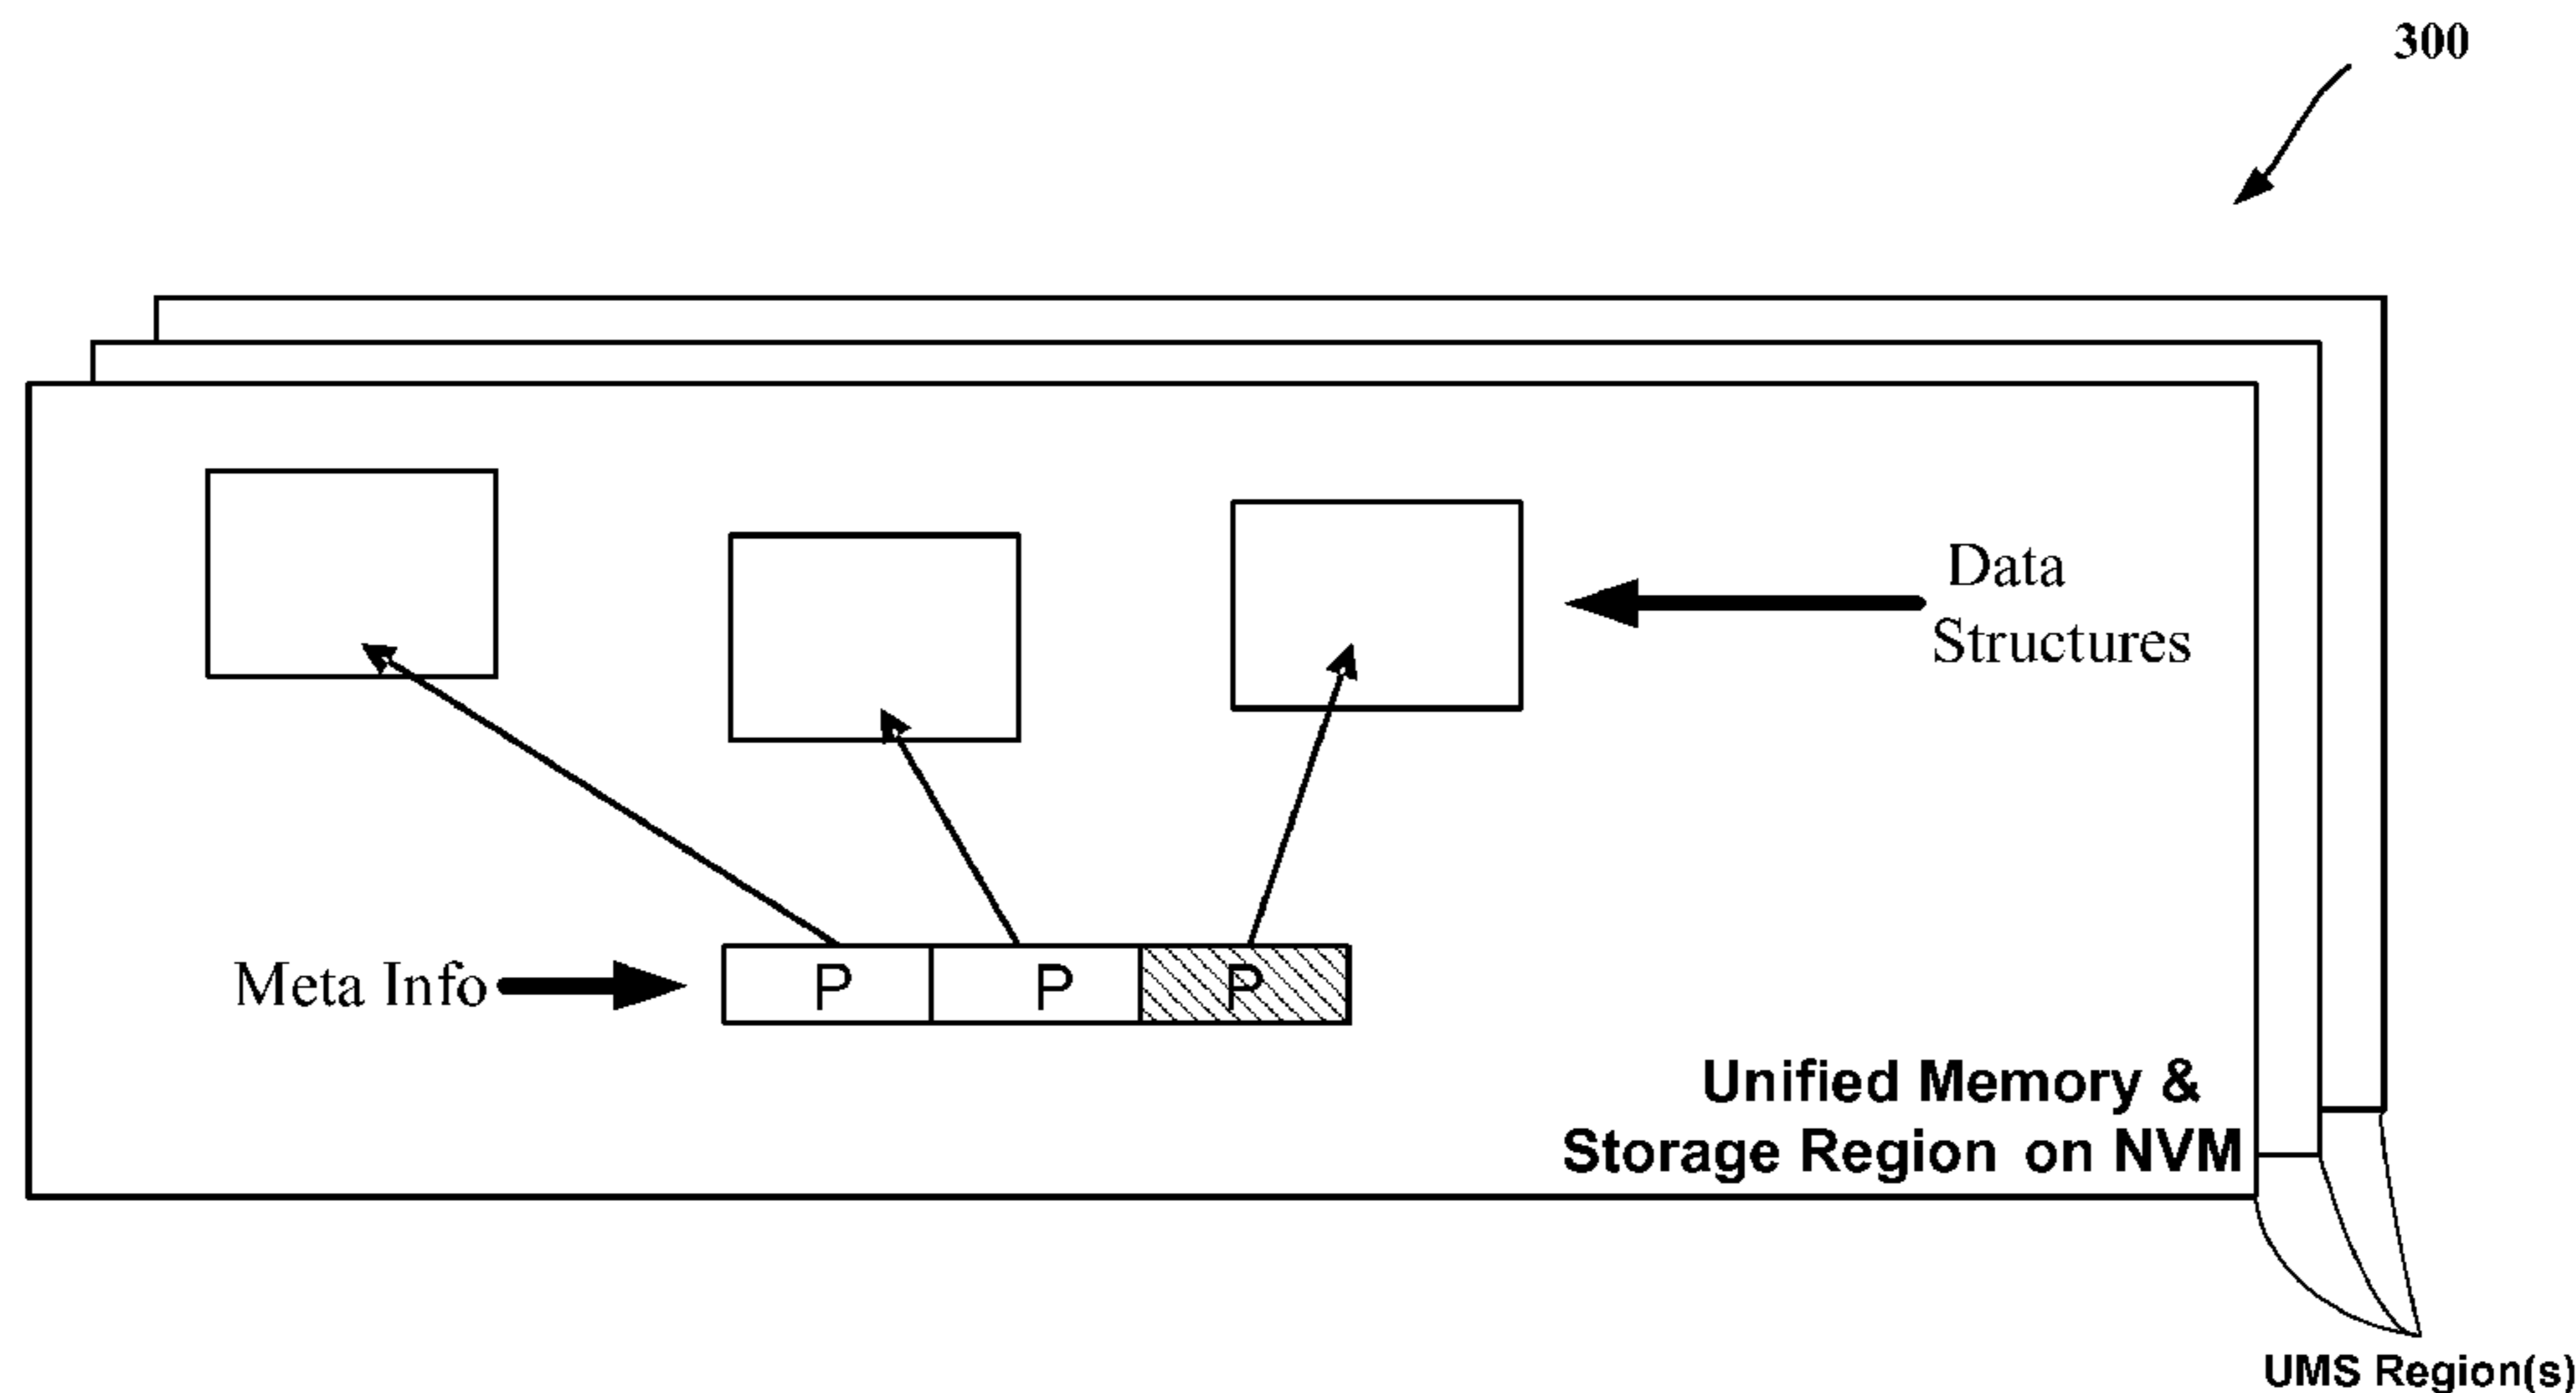 300
Data
Structures
Meta Info
P
P
P
Unified Memory &
Storage Region on NVM
UMS Region(s)